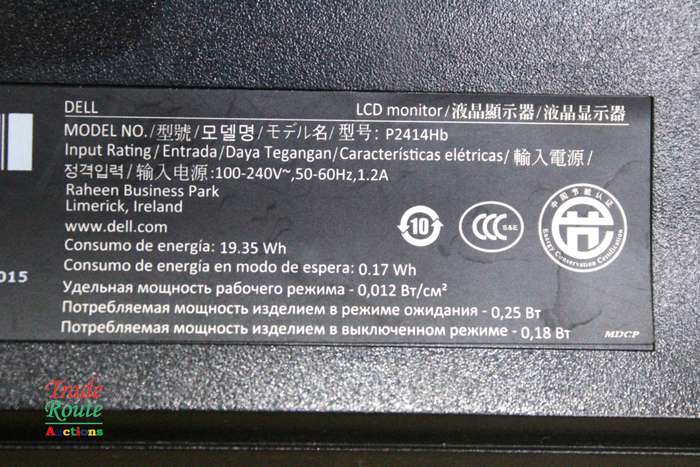 DELL
LCD monitor/液晶顯示器/液晶显示器
MODEL NO./型號/모델명/モデル名/型号: P2414Hb
Input Rating/Entrada/Daya Tegangan/Características elétricas/輸入電源/
정격입력/输入电源:100-240V~,50-60Hz,1.2A
Raheen Business Park
Limerick, Ireland
www.dell.com
Consumo de energía: 19.35 Wh
Consumo de energía en modo de espera: 0.17 Wh
Удельная мощность рабочего режима - 0,012 Вт/см²
Потребляемая мощность изделием в режиме ожидания - 0,25 Вт
Потребляемая мощность изделием в выключенном режиме - 0,18 Вт
10
CCC S&E
中国节能认证
节
Energy Conservation Certification
MDCP
015
Trade
Route
Auctions